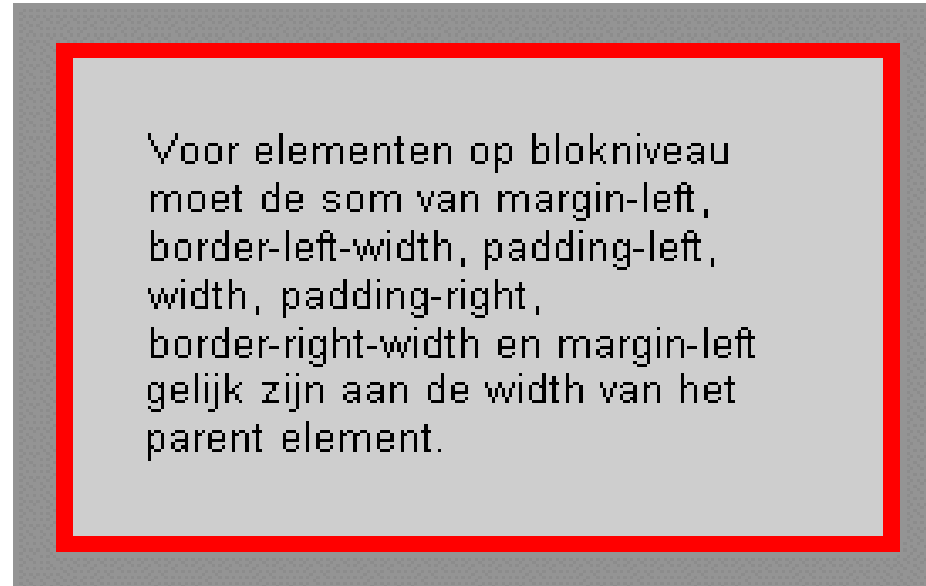 Voor elementen op blokniveau
moet de som van margin-left,
border-left-width, padding-left,
width, padding-right,
border-right-width en margin-left
gelijk zijn aan de width van het
parent element.